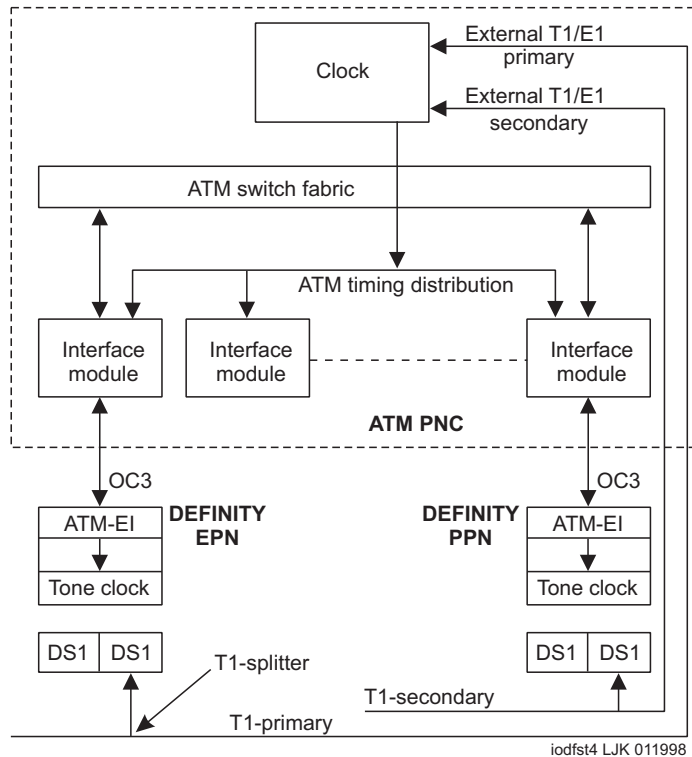 External T1/E1
primary
Clock
External T1/E1
secondary
ATM switch fabric
ATM timing distribution
Interface
module
Interface
module
Interface
module
ATM PNC
OC3
OC3
ATM-EI
DEFINITY
EPN
DEFINITY
PPN
ATM-EI
Tone clock
Tone clock
DS1
DS1
T1-splitter
DS1
DS1
T1-secondary
T1-primary
iodfst4 LJK 011998